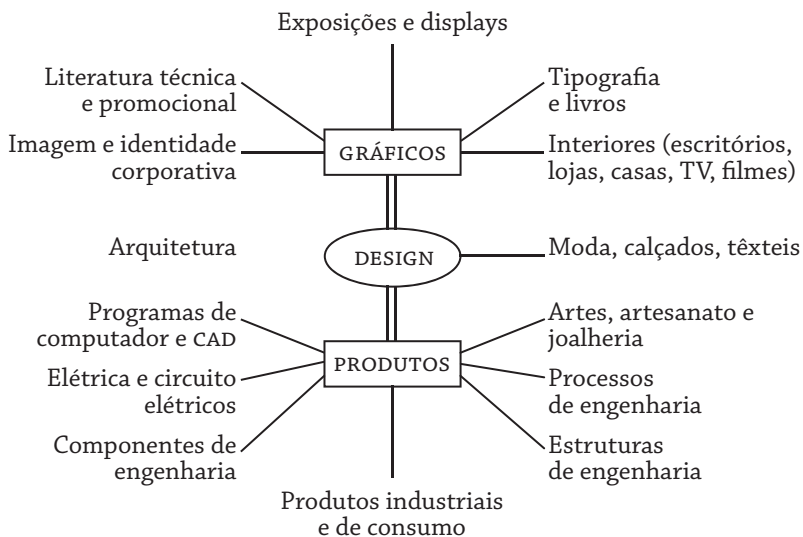 Exposições e displays
Literatura técnica
e promocional
Tipografia
e livros
Imagem e identidade
corporativa
GRÁFICOS
Interiores (escritórios,
lojas, casas, TV, filmes)
Arquitetura
DESIGN
Moda, calçados, têxteis
Programas de
computador e CAD
Artes, artesanato e
joalheria
PRODUTOS
Elétrica e circuito
elétricos
Processos
de engenharia
Componentes de
engenharia
Estruturas
de engenharia
Produtos industriais
e de consumo